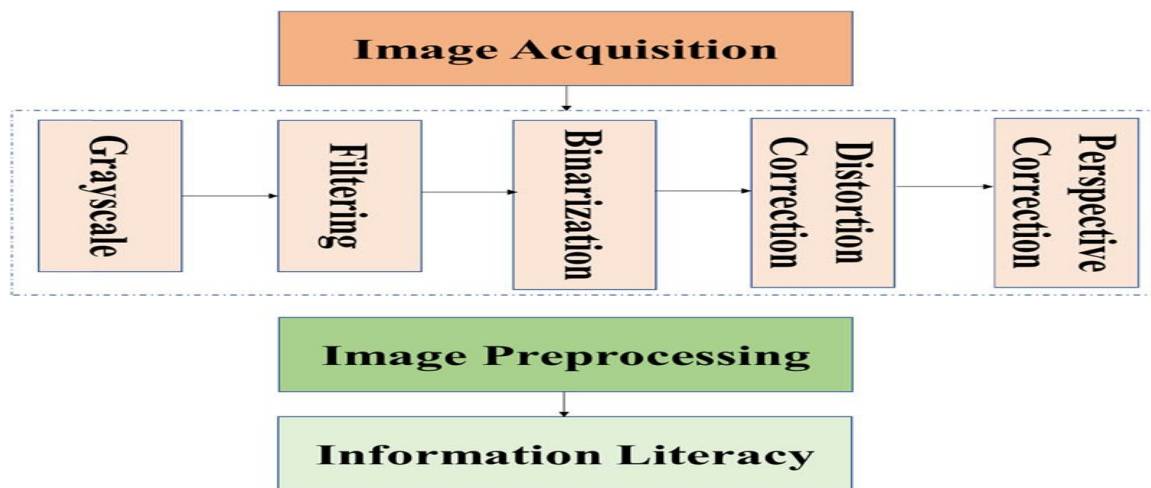 Image Acquisition
Grayscale
Filtering
Binarization
Distortion
Correction
Perspective
Correction
Image Preprocessing
Information Literacy